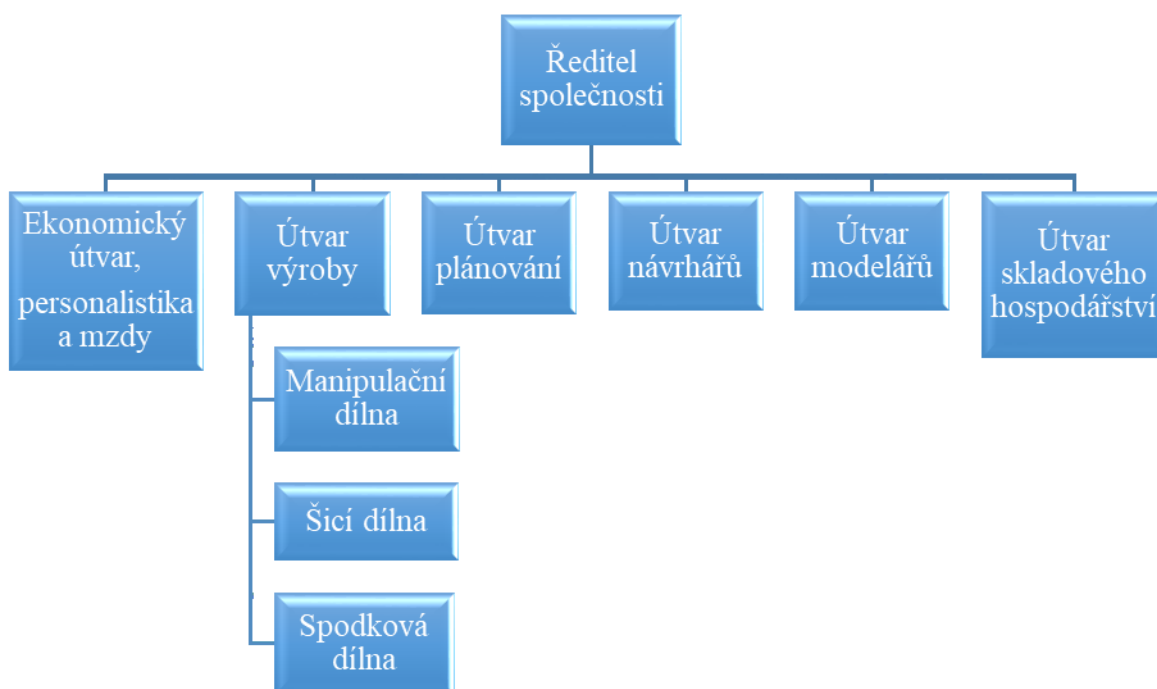 Ředitel
společnosti
Ekonomický
útvar,
personalistika
a mzdy
Útvar
výroby
Útvar
plánování
Útvar
návrhářů
Útvar
modelářů
Útvar
skladového
hospodářství
Manipulační
dílna
Šicí dílna
Spodková
dílna